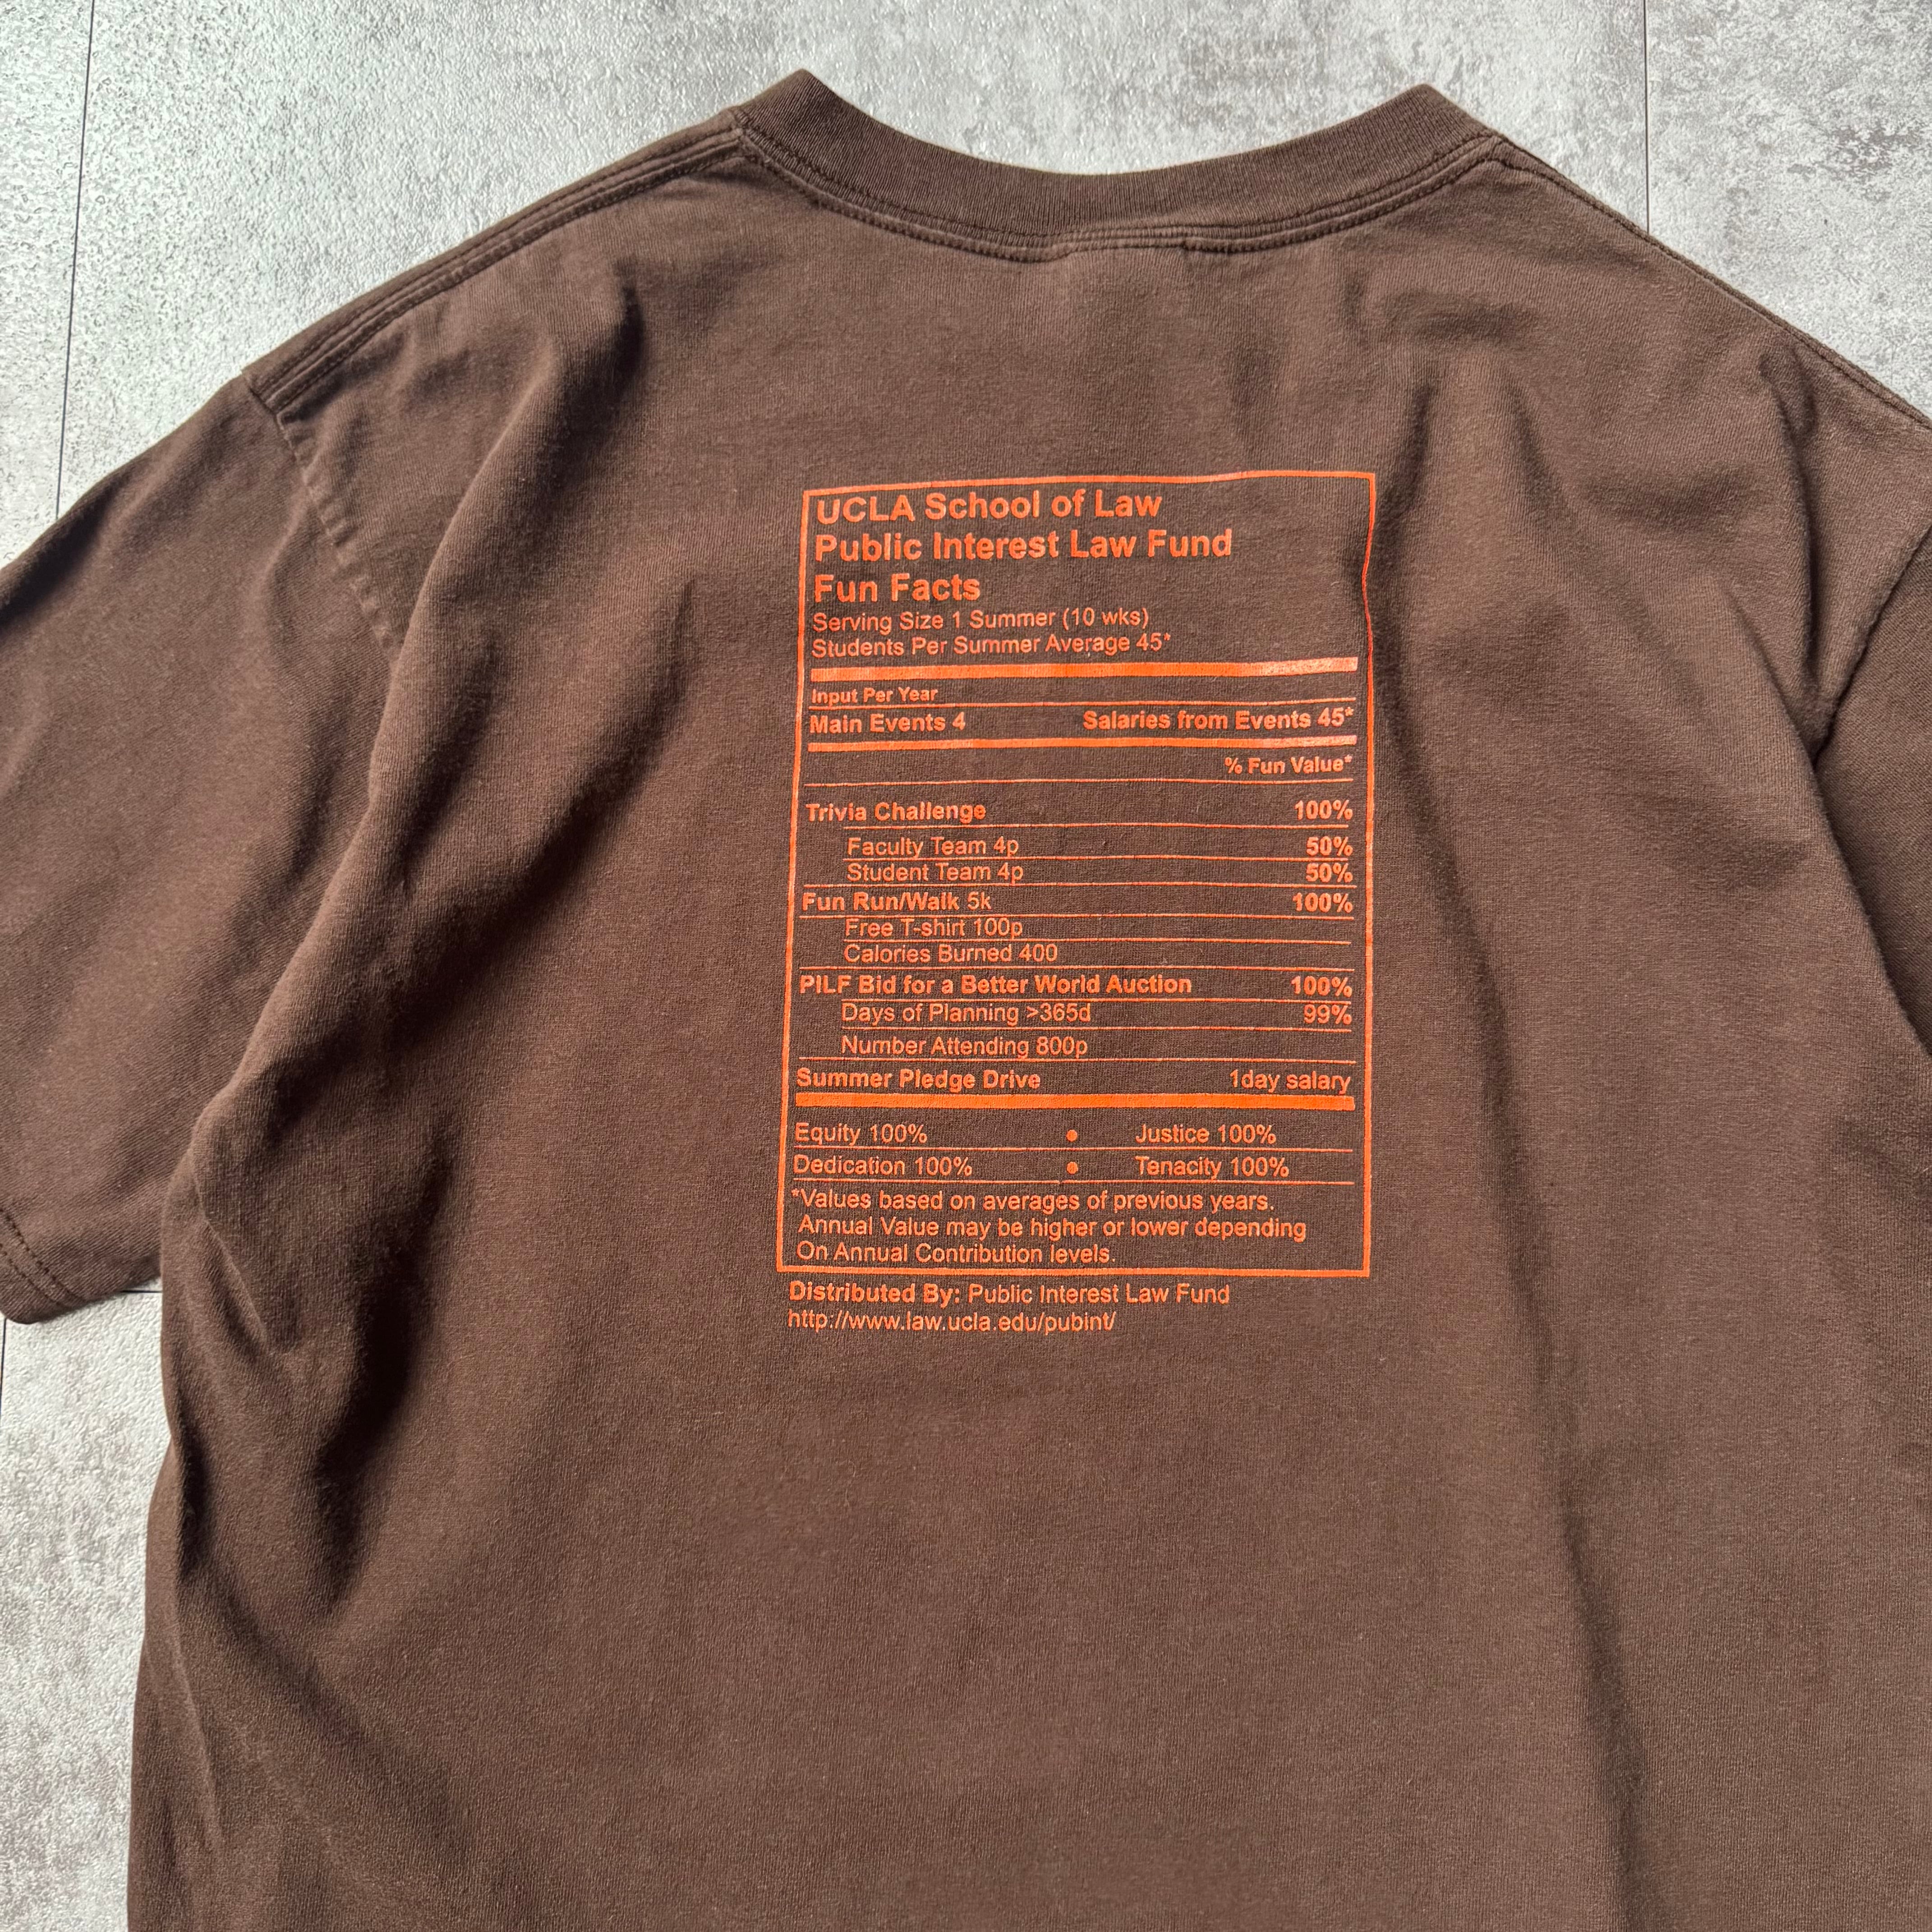 UCLA School of Law
Public Interest Law Fund
Fun Facts
Serving Size 1 Summer (10 wks)
Students Per Summer Average 45*
Input Per Year
Main Events 4 Salaries from Events 45*
% Fun Value*
Trivia Challenge 100%
Faculty Team 4p 50%
Student Team 4p 50%
Fun Run/Walk 5k 100%
Free T-shirt 100p
Calories Burned 400
PILF Bid for a Better World Auction 100%
Days of Planning >365d 99%
Number Attending 800p
Summer Pledge Drive 1day salary
Equity 100% • Justice 100%
Dedication 100% • Tenacity 100%
*Values based on averages of previous years.
Annual Value may be higher or lower depending
On Annual Contribution levels.
Distributed By: Public Interest Law Fund
http://www.law.ucla.edu/pubint/